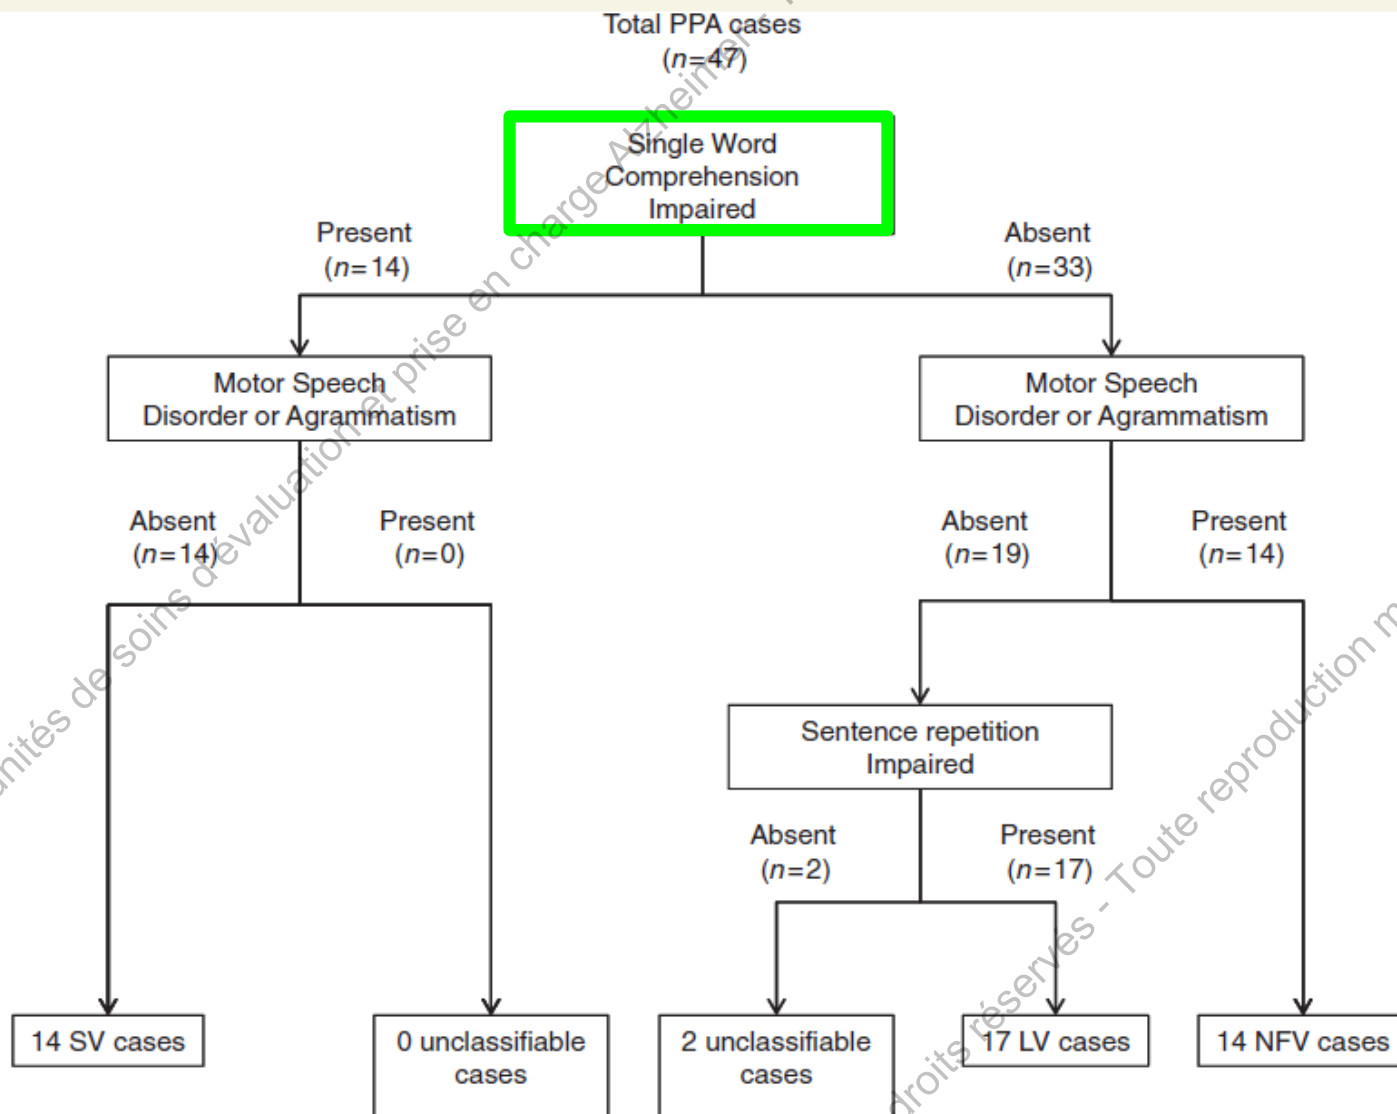 Total PPA cases
(n=47)
Single Word
Comprehension
Impaired
Present
(n=14)
Absent
(n=33)
Motor Speech
Disorder or Agrammatism
Motor Speech
Disorder or Agrammatism
Absent
(n=14)
Present
(n=0)
Absent
(n=19)
Present
(n=14)
Sentence repetition
Impaired
Absent
(n=2)
Present
(n=17)
14 SV cases
0 unclassifiable
cases
2 unclassifiable
cases
17 LV cases
14 NFV cases
de soins d'évaluation et prise en charge Alzheimer -
droits réservés - Toute reproduction